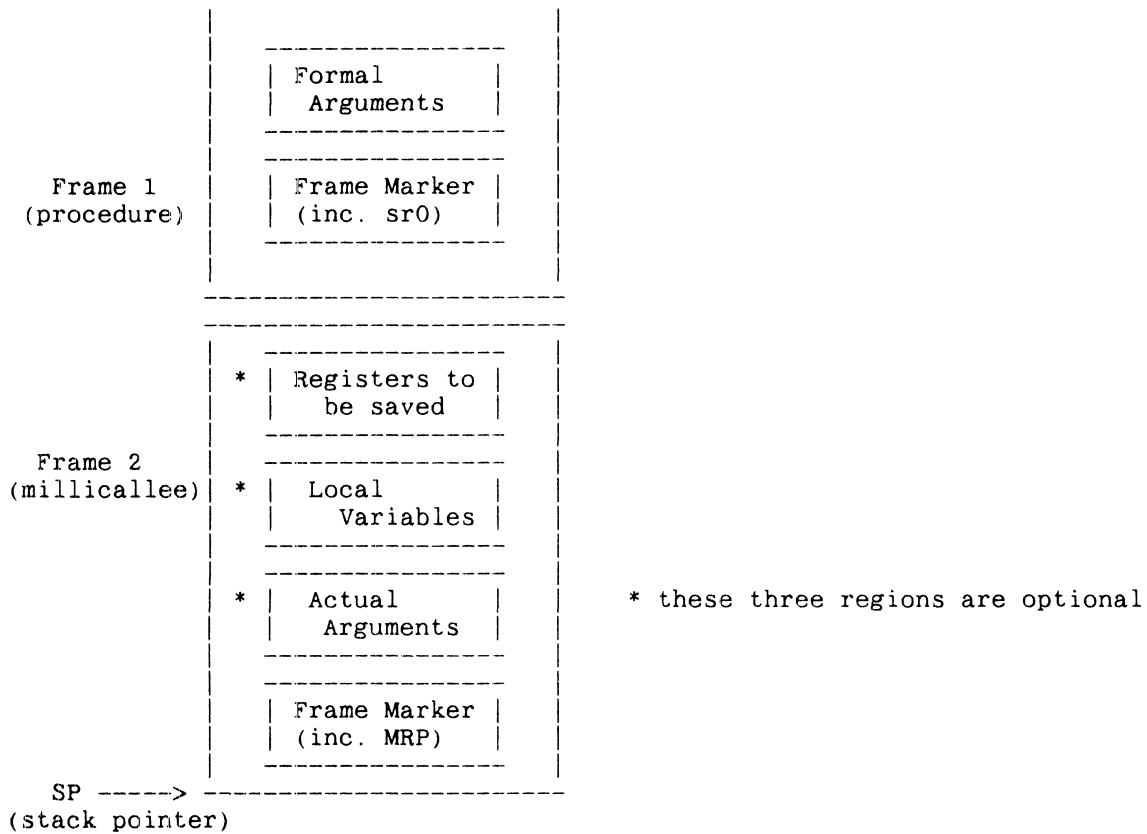 Formal
Arguments
Frame 1
(procedure)
Frame Marker
(inc. sr0)
* Registers to
be saved
Frame 2
(millicallee)
* Local
Variables
* Actual
Arguments
* these three regions are optional
Frame Marker
(inc. MRP)
SP ----->
(stack pointer)